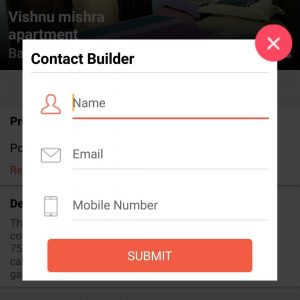 Vishnu mishra
apartment
Ba
Contact Builder
Name
Email
Mobile Number
SUBMIT
Pr
Po
Re
De
Th
co
75
ca
ga